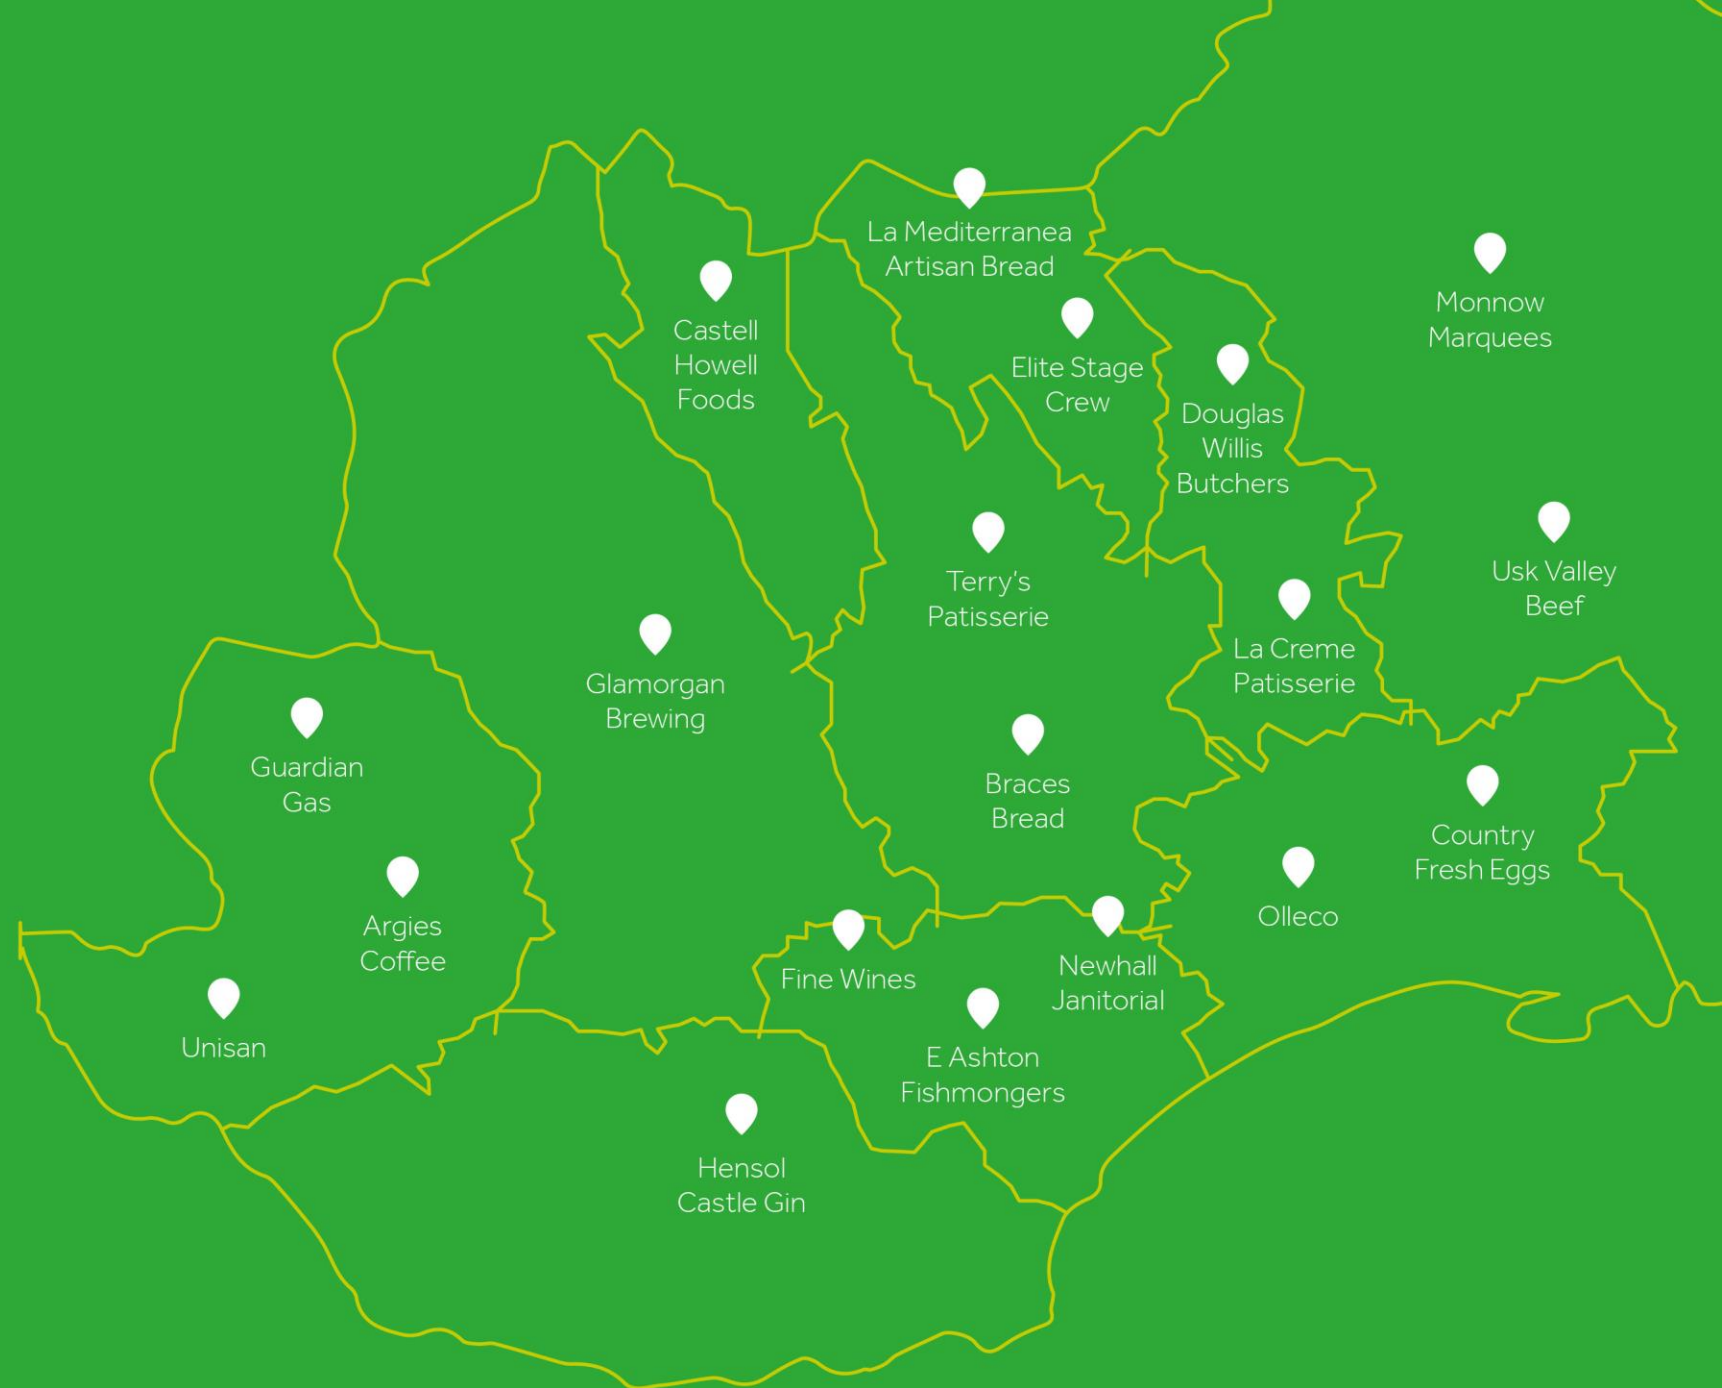 La Mediterranea
Artisan Bread
Monnow
Marquees
Castell
Howell
Foods
Elite Stage
Crew
Douglas
Willis
Butchers
Terry's
Patisserie
Usk Valley
Beef
La Creme
Patisserie
Glamorgan
Brewing
Guardian
Gas
Braces
Bread
Country
Fresh Eggs
Argies
Coffee
Olleco
Fine Wines
Newhall
Janitorial
Unisan
E Ashton
Fishmongers
Hensol
Castle Gin